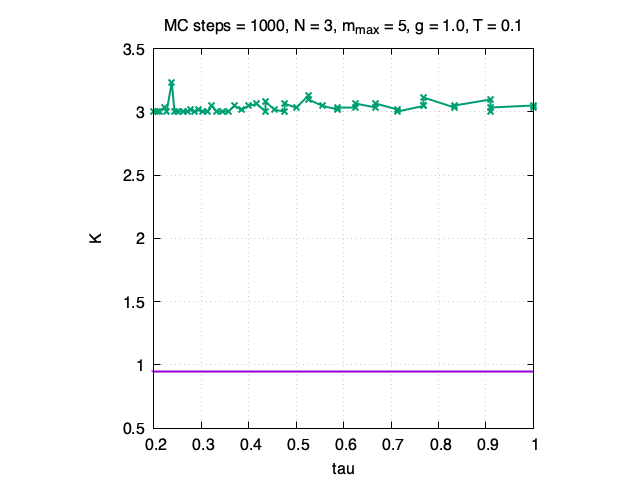 MC steps = 1000, N = 3, mmax = 5, g = 1.0, T = 0.1
3.5
3
2.5
2
1.5
1
0.5
K
0.2 0.3 0.4 0.5 0.6 0.7 0.8 0.9 1
tau